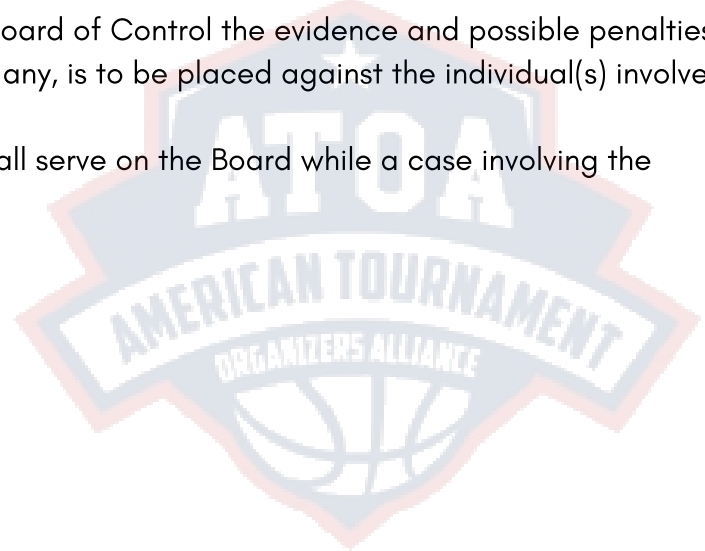 oard of Control the evidence and possible penalties
any, is to be placed against the individual(s) involve
all serve on the Board while a case involving the
ATOA
AMERICAN TOURNAMENT
ORGANIZERS ALLIANCE